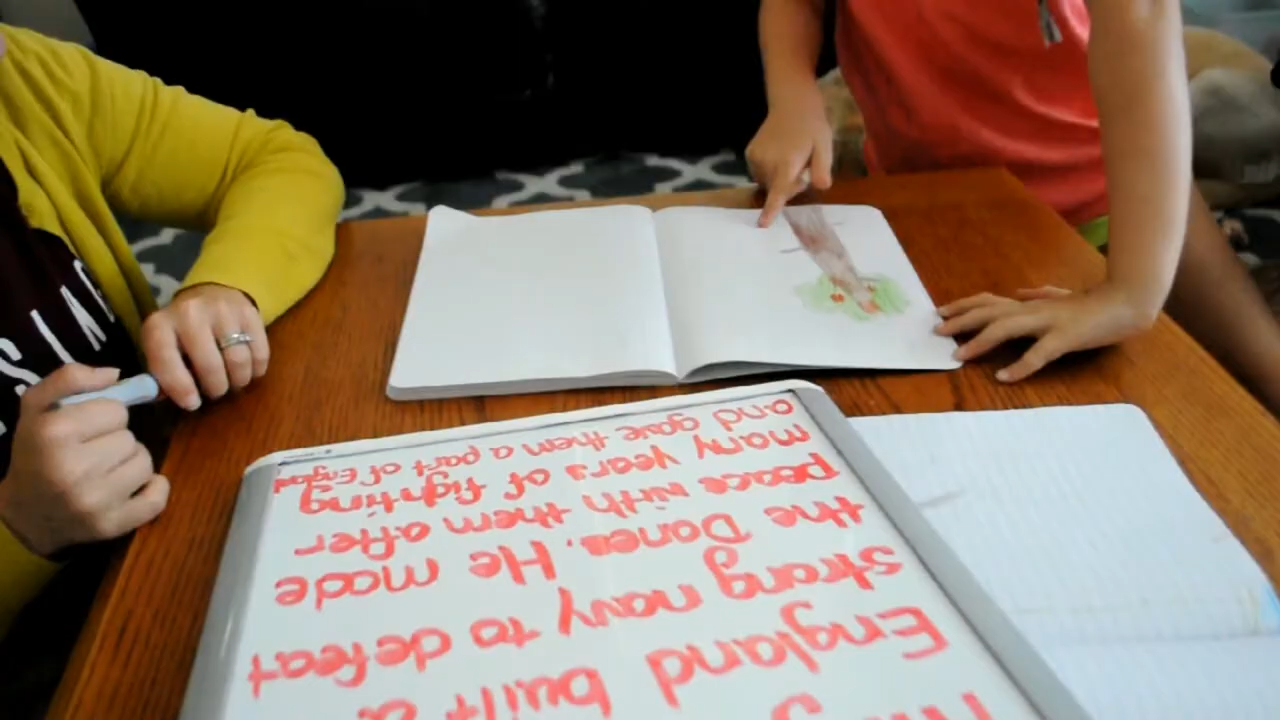 England built a
strong navy to defeat
the Danes. He made
peace with them after
many years of fighting
and gave them a part of England